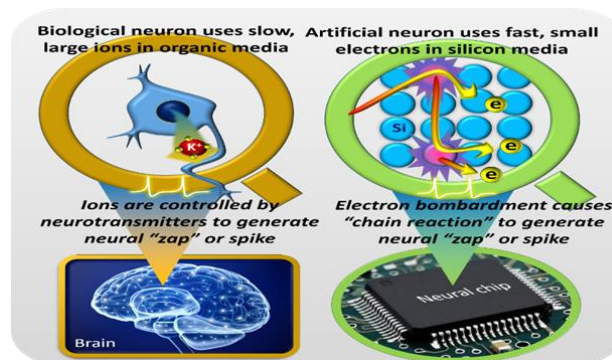 Biological neuron uses slow,
large ions in organic media
K+
Ions are controlled by
neurotransmitters to generate
neural “zap” or spike
Brain
Artificial neuron uses fast, small
electrons in silicon media
Si
e
e
e
Electron bombardment causes
“chain reaction” to generate
neural “zap” or spike
Neural chip